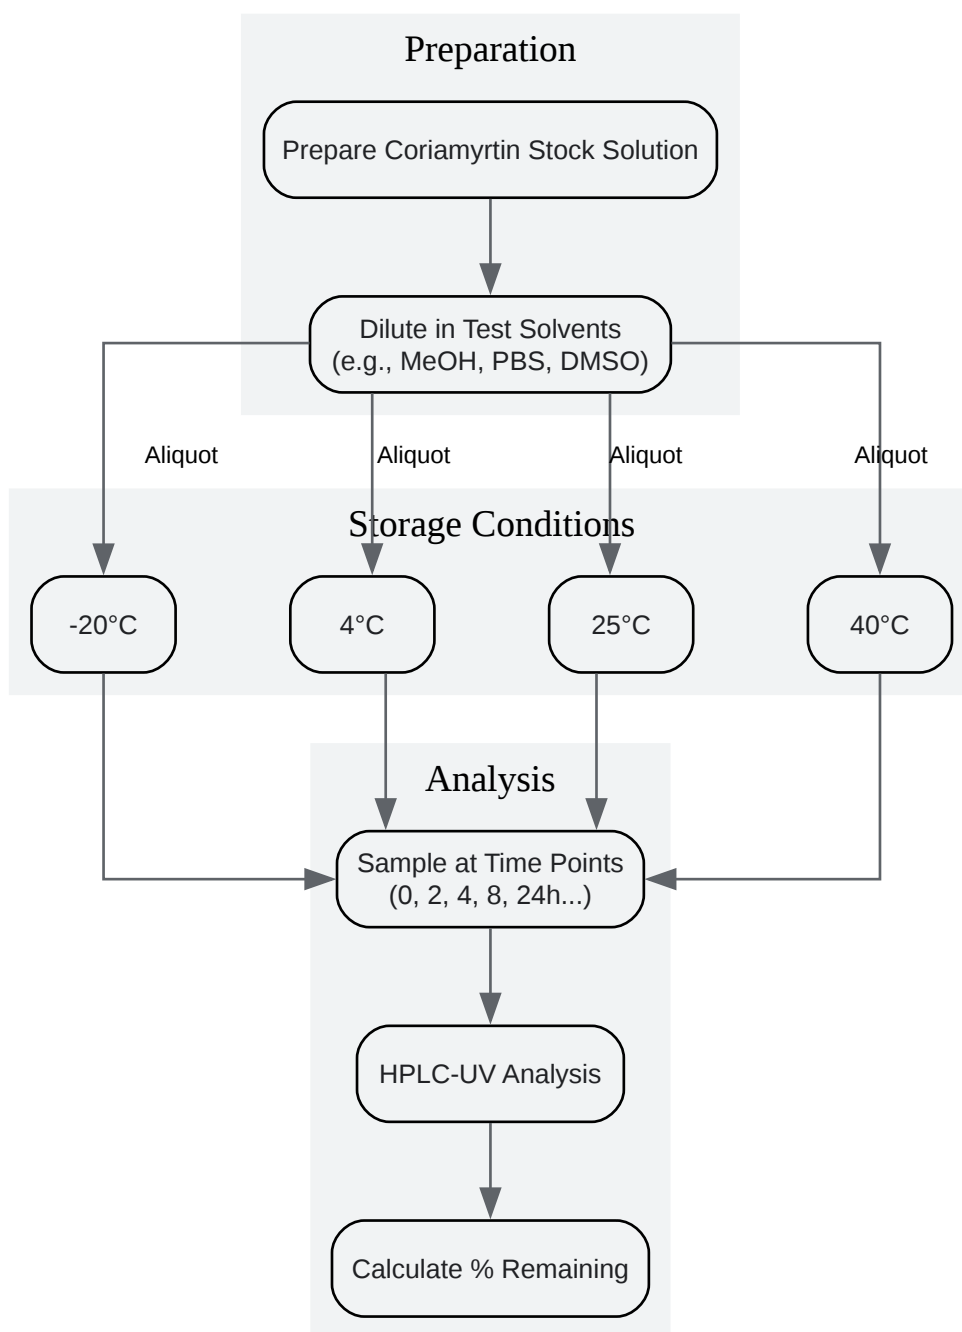 Preparation
Prepare Coriamyrtin Stock Solution
Dilute in Test Solvents
(e.g., MeOH, PBS, DMSO)
Aliquot
Aliquot
Aliquot
Aliquot
Storage Conditions
-20°C
4°C
25°C
40°C
Analysis
Sample at Time Points
(0, 2, 4, 8, 24h...)
HPLC-UV Analysis
Calculate % Remaining